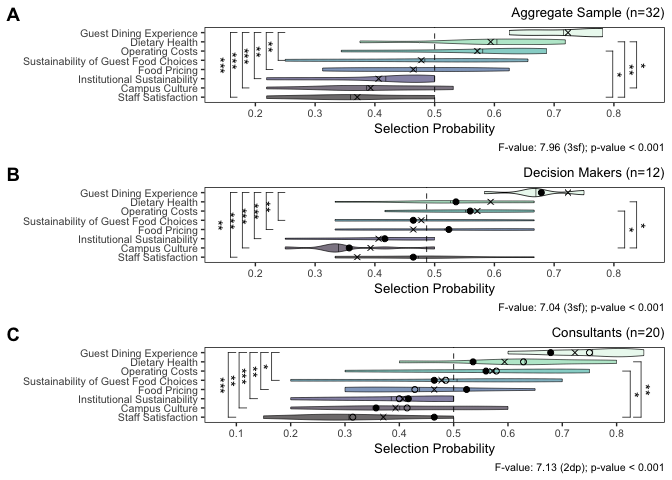 A
Aggregate Sample (n=32)
Guest Dining Experience
Dietary Health
Operating Costs
Sustainability of Guest Food Choices
Food Pricing
Institutional Sustainability
Campus Culture
Staff Satisfaction
*** *** *** ** **
* ** *
0.2 0.3 0.4 0.5 0.6 0.7 0.8
Selection Probability
F-value: 7.96 (3sf); p-value < 0.001
B
Decision Makers (n=12)
Guest Dining Experience
Dietary Health
Operating Costs
Sustainability of Guest Food Choices
Food Pricing
Institutional Sustainability
Campus Culture
Staff Satisfaction
** *** *** *** **
* *
0.2 0.3 0.4 0.5 0.6 0.7 0.8
Selection Probability
F-value: 7.04 (3sf); p-value < 0.001
C
Consultants (n=20)
Guest Dining Experience
Dietary Health
Operating Costs
Sustainability of Guest Food Choices
Food Pricing
Institutional Sustainability
Campus Culture
Staff Satisfaction
*** ** *** ** *
* **
0.1 0.2 0.3 0.4 0.5 0.6 0.7 0.8
Selection Probability
F-value: 7.13 (2dp); p-value < 0.001